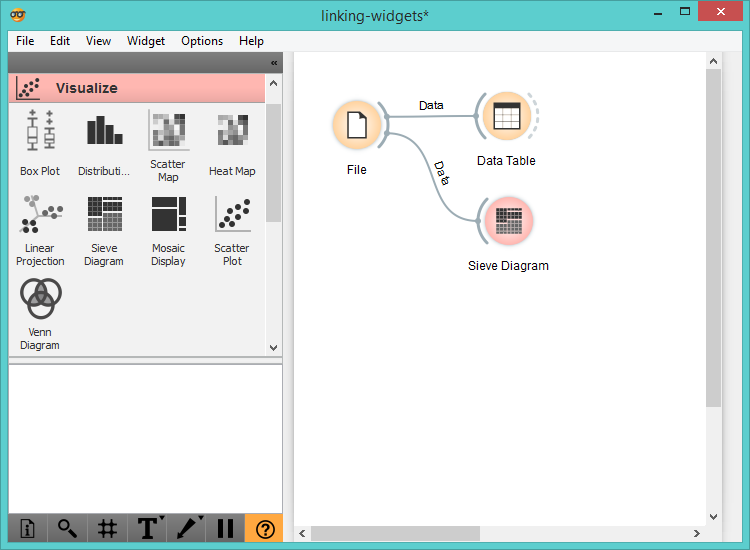 linking-widgets*
File Edit View Widget Options Help
«
Visualize
Box Plot
Distributi...
Scatter
Map
Heat Map
Linear
Projection
Sieve
Diagram
Mosaic
Display
Scatter
Plot
Venn
Diagram
Data
File
Data Table
Data
Sieve Diagram
T
?